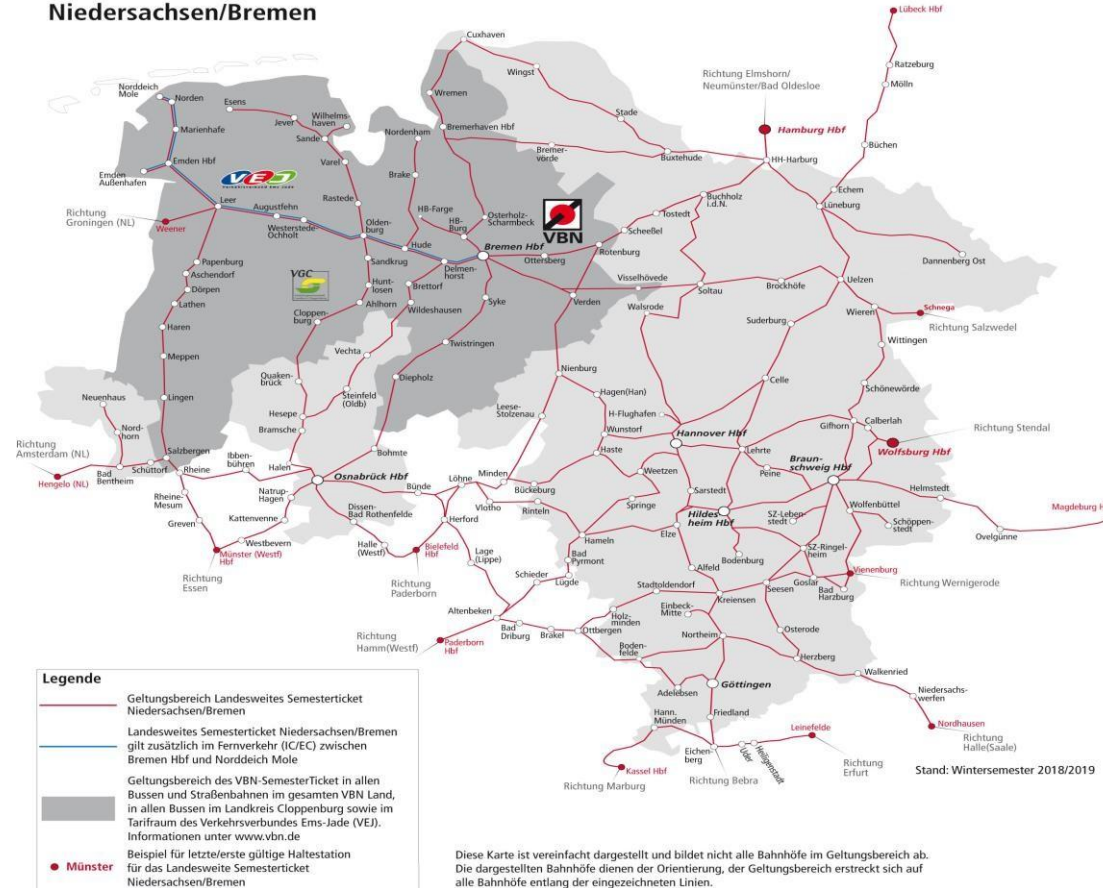 Niedersachsen/Bremen
Lübeck Hbf
Cuxhaven
Ratzeburg
Wingst
Richtung Elmshorn/
Neumünster/Bad Oldesloe
Mölln
Norddeich
Mole
Norden
Esens
Wilhelms-
haven
Wremen
Stade
Jever
Nordenham
Bremerhaven Hbf
Hamburg Hbf
Marienhafe
Sande
Büchen
Bremer-
vörde
Buxtehude
HH-Harburg
Emden Hbf
Varel
Brake
Emden
Außenhafen
VEJ
Echem
Leer
Augustfehn
Rastede
HB-Farge
HB-
Burg
Osterholz-
Scharmbeck
VBN
Buchholz
i.d.N.
Lüneburg
Richtung
Groningen (NL)
Weener
Westerstede-
Ochholt
Olden-
burg
Hude
Bremen Hbf
Tostedt
Scheeßel
Dannenberg Ost
Papenburg
Sandkrug
Delmen-
horst
Ottersberg
Rotenburg
Aschendorf
VGC
Hunt-
losen
Brettorf
Visselhövede
Brockhöfe
Uelzen
Dörpen
Syke
Verden
Soltau
Lathen
Cloppen-
burg
Ahlhorn
Wildeshausen
Walsrode
Suderburg
Wieren
Schnega
Richtung Salzwedel
Haren
Vechta
Twistringen
Wittingen
Meppen
Quaken-
brück
Diepholz
Nienburg
Celle
Schönewörde
Neuenhaus
Lingen
Steinfeld
(Oldb)
Hagen(Han)
Leese-
Stolzenau
H-Flughafen
Calberlah
Hesepe
Gifhorn
Nord-
horn
Bramsche
Wunstorf
Hannover Hbf
Richtung Stendal
Richtung
Amsterdam (NL)
Wolfsburg Hbf
Salzbergen
Haste
Lehrte
Bohmte
Braun-
schweig Hbf
Ibben-
büren
Halen
Weetzen
Peine
Schüttorf
Rheine
Osnabrück Hbf
Minden
Helmstedt
Hengelo (NL)
Bad
Bentheim
Löhne
Bünde
Bückeburg
Sarstedt
Rheine-
Mesum
Natrup-
Hagen
Vlotho
Springe
Wolfenbüttel
Dissen-
Bad Rothenfelde
Rinteln
Hildes
heim Hbf
SZ-Leben-
stedt
Magdeburg H
Greven
Kattenvenne
Herford
Schöppen-
stedt
Hameln
Elze
Ovelgünne
Westbevern
Halle
(Westf)
Bielefeld
Hbf
Lage
(Lippe)
Bad
Pyrmont
Bodenburg
SZ-Ringel-
heim
Münster (Westf)
Hbf
Alfeld
Vienenburg
Richtung
Essen
Richtung
Paderborn
Schieder
Lügde
Stadtoldendorf
Goslar
Richtung Wernigerode
Seesen
Bad
Harzburg
Kreiensen
Altenbeken
Holz-
minden
Einbeck-
Mitte
Richtung
Hamm(Westf)
Bad
Driburg
Brakel
Ottbergen
Osterode
Paderborn
Hbf
Northeim
Boden-
felde
Herzberg
Walkenried
Göttingen
Adelebsen
Niedersachs-
werfen
Hann.
Münden
Friedland
Nordhausen
Leinefelde
Richtung
Halle(Saale)
Eichen-
berg
Uder
Heiligenstadt
Kassel Hbf
Richtung
Erfurt
Richtung Marburg
Richtung Bebra
Stand: Wintersemester 2018/2019
Legende
Geltungsbereich Landesweites Semesterticket
Niedersachsen/Bremen
Landesweites Semesterticket Niedersachsen/Bremen
gilt zusätzlich im Fernverkehr (IC/EC) zwischen
Bremen Hbf und Norddeich Mole
Geltungsbereich des VBN-SemesterTicket in allen
Bussen und Straßenbahnen im gesamten VBN Land,
in allen Bussen im Landkreis Cloppenburg sowie im
Tarifraum des Verkehrsverbundes Ems-Jade (VEJ).
Informationen unter www.vbn.de
Münster
Beispiel für letzte/erste gültige Haltestation
für das Landesweite Semesterticket
Niedersachsen/Bremen
Diese Karte ist vereinfacht dargestellt und bildet nicht alle Bahnhöfe im Geltungsbereich ab.
Die dargestellten Bahnhöfe dienen der Orientierung, der Geltungsbereich erstreckt sich auf
alle Bahnhöfe entlang der eingezeichneten Linien.